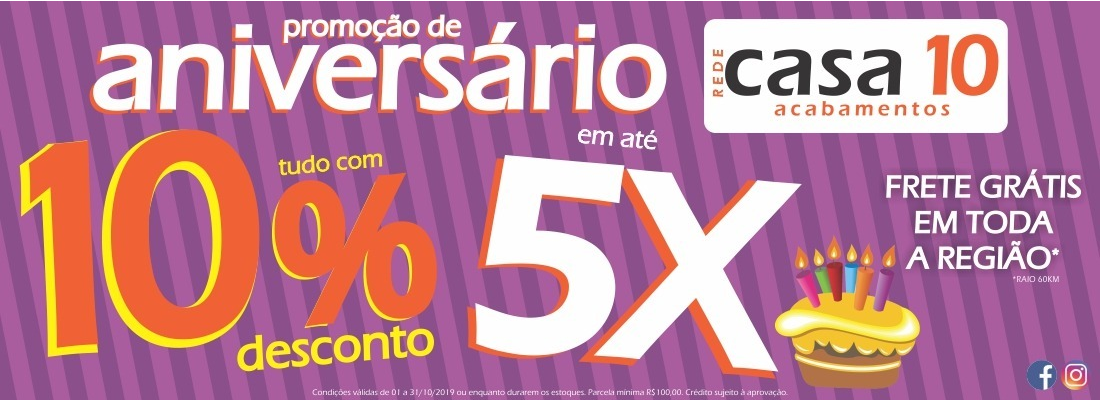 promoção de
aniversário
REDE
casa 10
acabamentos
tudo com
10%
desconto
em até
5X
FRETE GRÁTIS
EM TODA
A REGIÃO*
*RAIO 60KM
Condições válidas de 01 a 31/10/2019 ou enquanto durarem os estoques. Parcela mínima R$100,00. Crédito sujeito à aprovação.